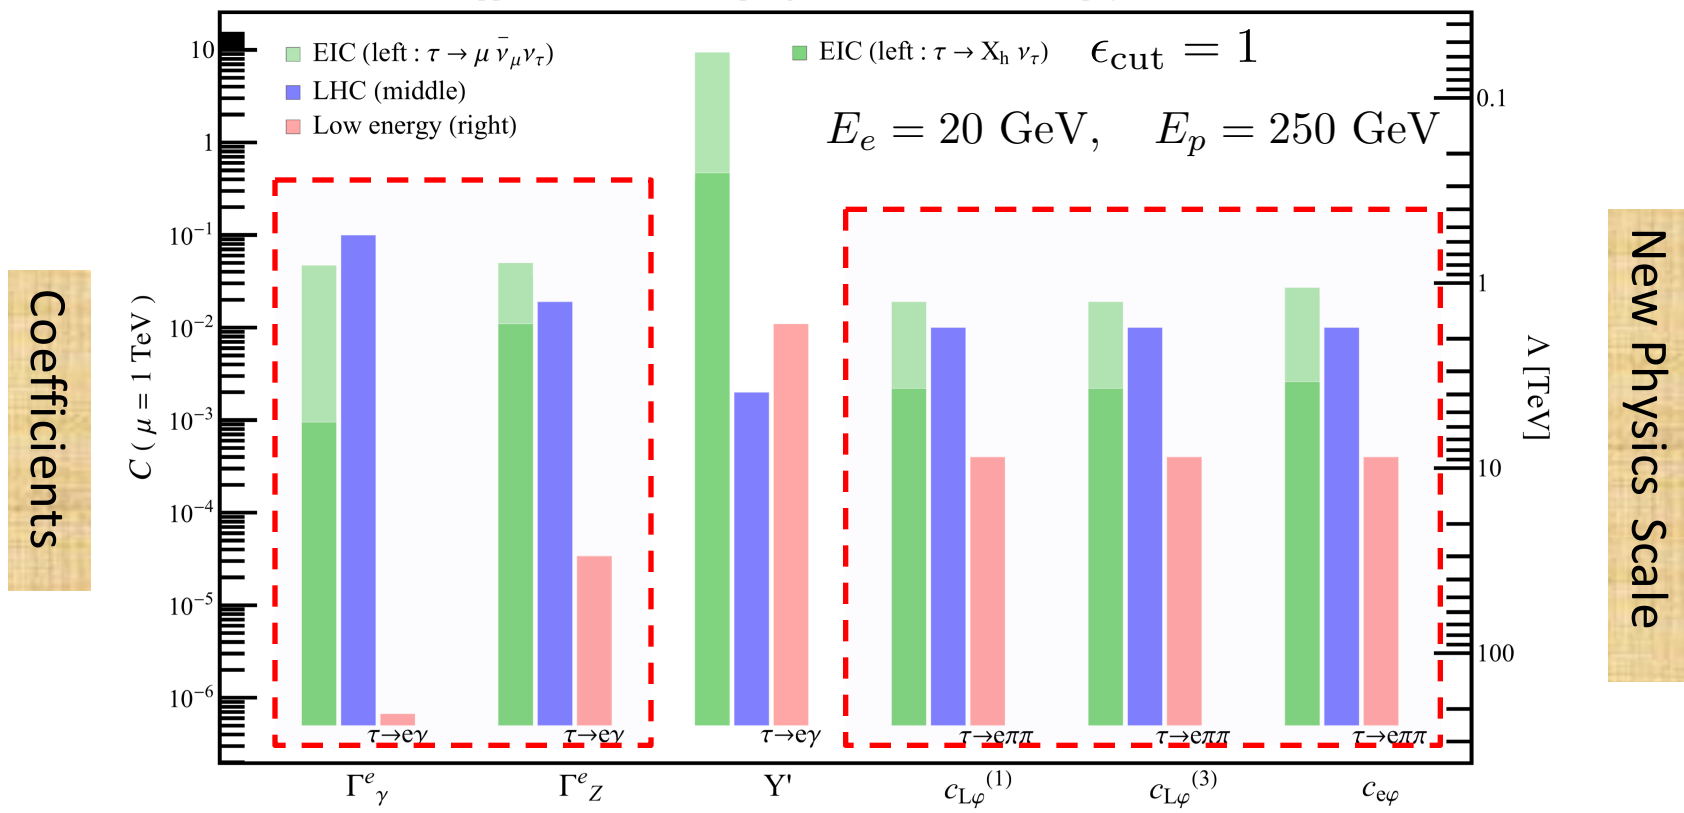 EIC (left : τ → μ ν̄_μ ν_τ)
EIC (left : τ → X_h ν_τ)
ϵ_cut = 1
LHC (middle)
Low energy (right)
E_e = 20 GeV, E_p = 250 GeV
Coefficients
C ( μ = 1 TeV )
10
1
10⁻¹
10⁻²
10⁻³
10⁻⁴
10⁻⁵
10⁻⁶
0.1
1
10
100
Λ [TeV]
New Physics Scale
τ→eγ
τ→eγ
τ→eγ
τ→eππ
τ→eππ
τ→eππ
Γ^e_γ
Γ^e_Z
Y'
c_Lφ^(1)
c_Lφ^(3)
c_eφ